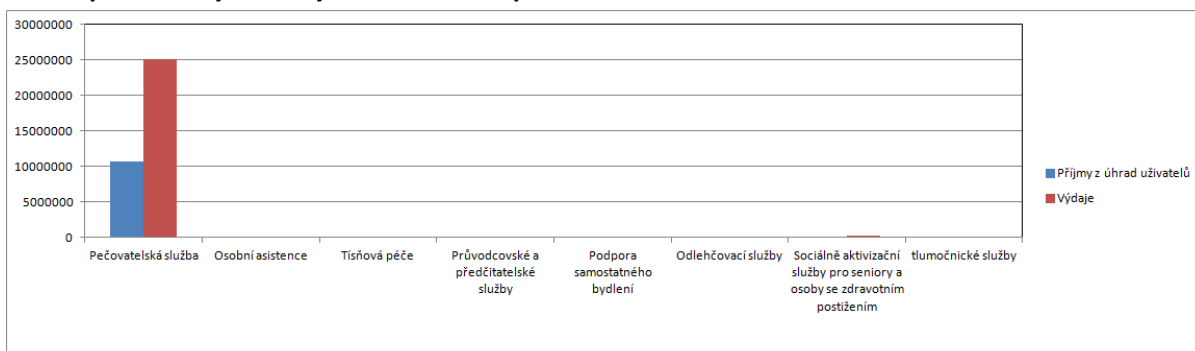 30000000
25000000
20000000
15000000
10000000
5000000
0
Pečovatelská služba
Osobní asistence
Tísňová péče
Průvodcovské a
předčitatelské
služby
Podpora
samostatného
bydlení
Odlehčovací služby
Sociálně aktivizační
služby pro seniory a
osoby se zdravotním
postižením
tlumočnické služby
Příjmy z úhrad uživatelů
Výdaje